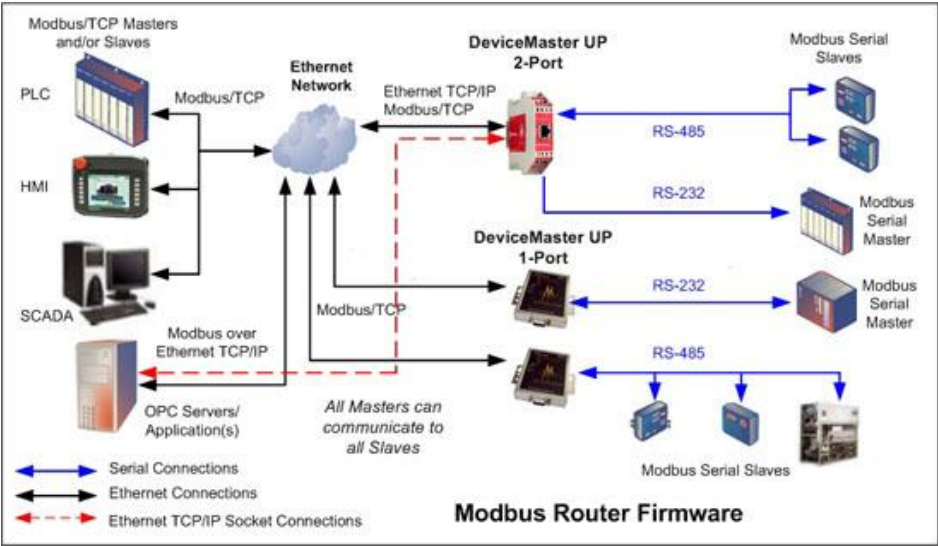 Modbus/TCP Masters
and/or Slaves
PLC
Modbus/TCP
HMI
SCADA
Ethernet
Network
Ethernet TCP/IP
Modbus/TCP
DeviceMaster UP
2-Port
Modbus Serial
Slaves
RS-485
RS-232
Modbus
Serial
Master
DeviceMaster UP
1-Port
RS-232
Modbus
Serial
Master
Modbus/TCP
Modbus over
Ethernet TCP/IP
RS-485
OPC Servers/
Application(s)
All Masters can
communicate to
all Slaves
Modbus Serial Slaves
Serial Connections
Ethernet Connections
Ethernet TCP/IP Socket Connections
Modbus Router Firmware